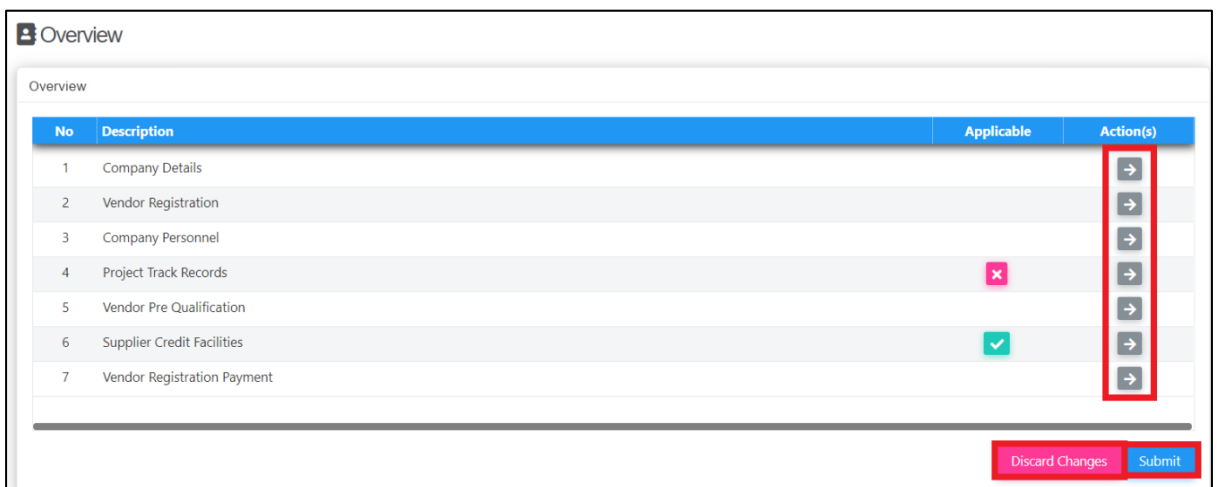 Overview
Overview
No Description Applicable Action(s)
1 Company Details
2 Vendor Registration
3 Company Personnel
4 Project Track Records
5 Vendor Pre Qualification
6 Supplier Credit Facilities
7 Vendor Registration Payment
Discard Changes Submit